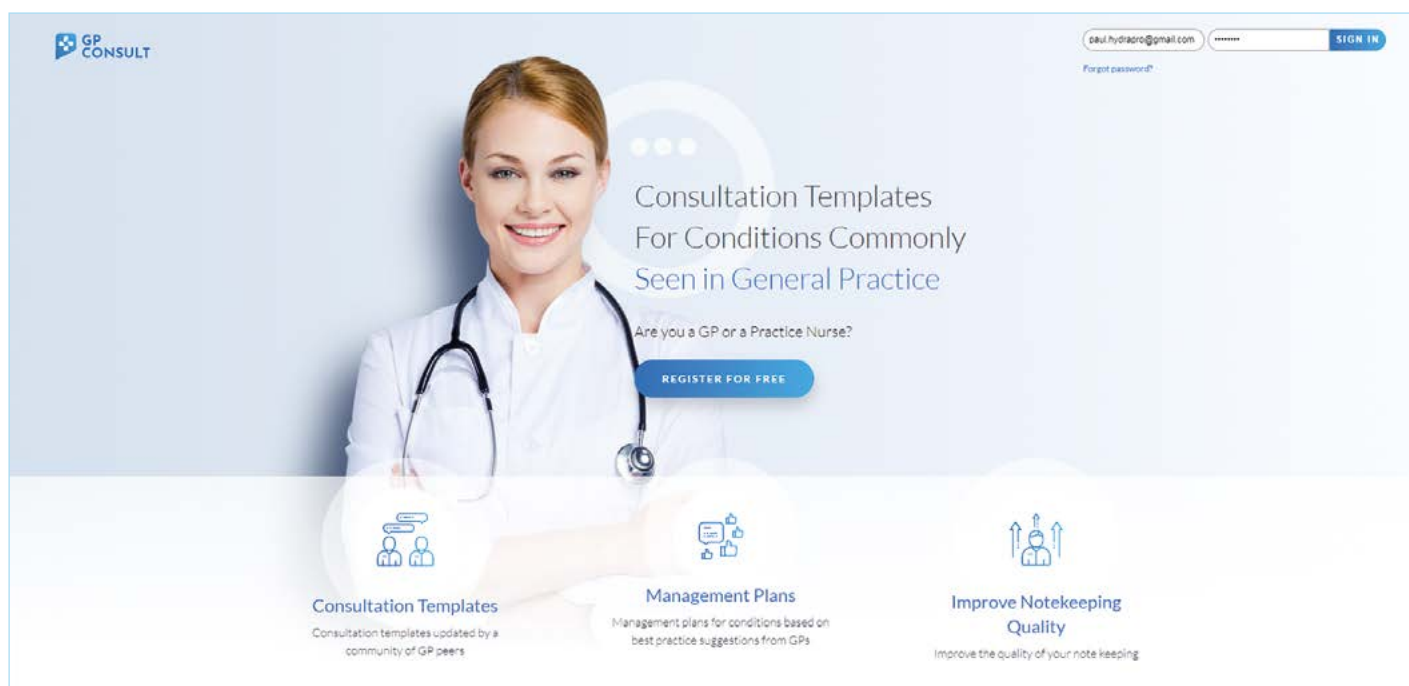 GP
CONSULT
paul.hydrapro@gmail.com
SIGN IN
Forgot password?
Consultation Templates
For Conditions Commonly
Seen in General Practice
Are you a GP or a Practice Nurse?
REGISTER FOR FREE
Consultation Templates
Consultation templates updated by a
community of GP peers
Management Plans
Management plans for conditions based on
best practice suggestions from GPs
Improve Notekeeping
Quality
Improve the quality of your note keeping